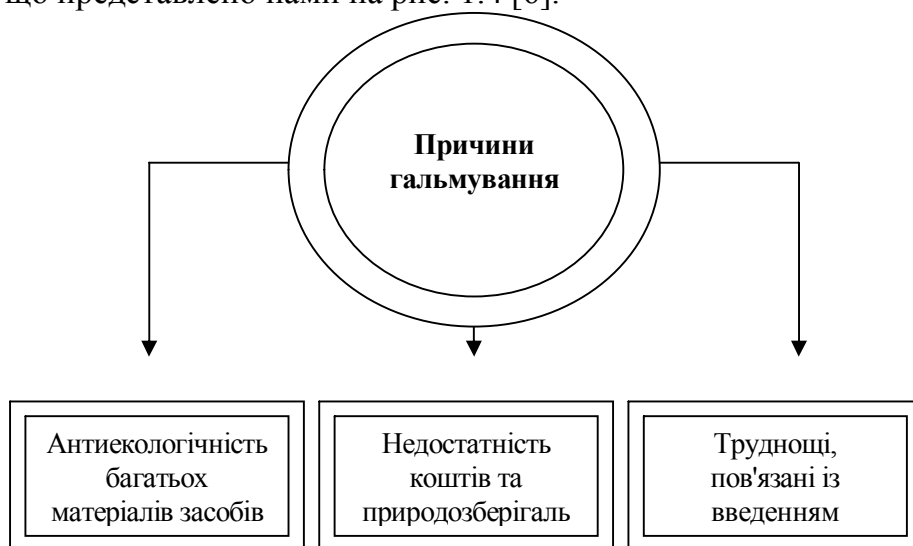 що представлено нами на рис. 1.4 [6].
Причини
гальмування
Антиекологічність
багатьох
матеріалів засобів
Недостатність
коштів та
природозберігаль
Труднощі,
пов'язані із
введенням